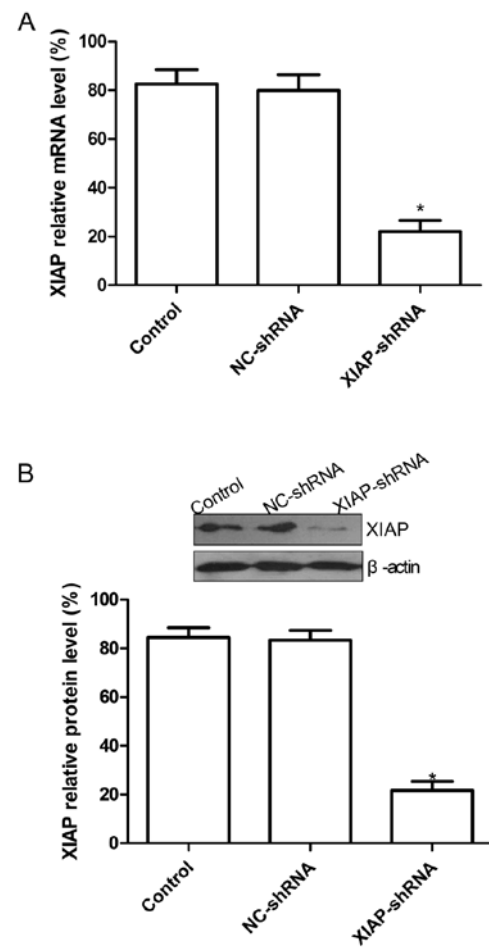 A
XIAP relative mRNA level (%)
100
80
60
40
20
0
*
Control
NC-shRNA
XIAP-shRNA
B
Control
NC-shRNA
XIAP-shRNA
XIAP
β -actin
XIAP relative protein level (%)
100
80
60
40
20
0
*
Control
NC-shRNA
XIAP-shRNA